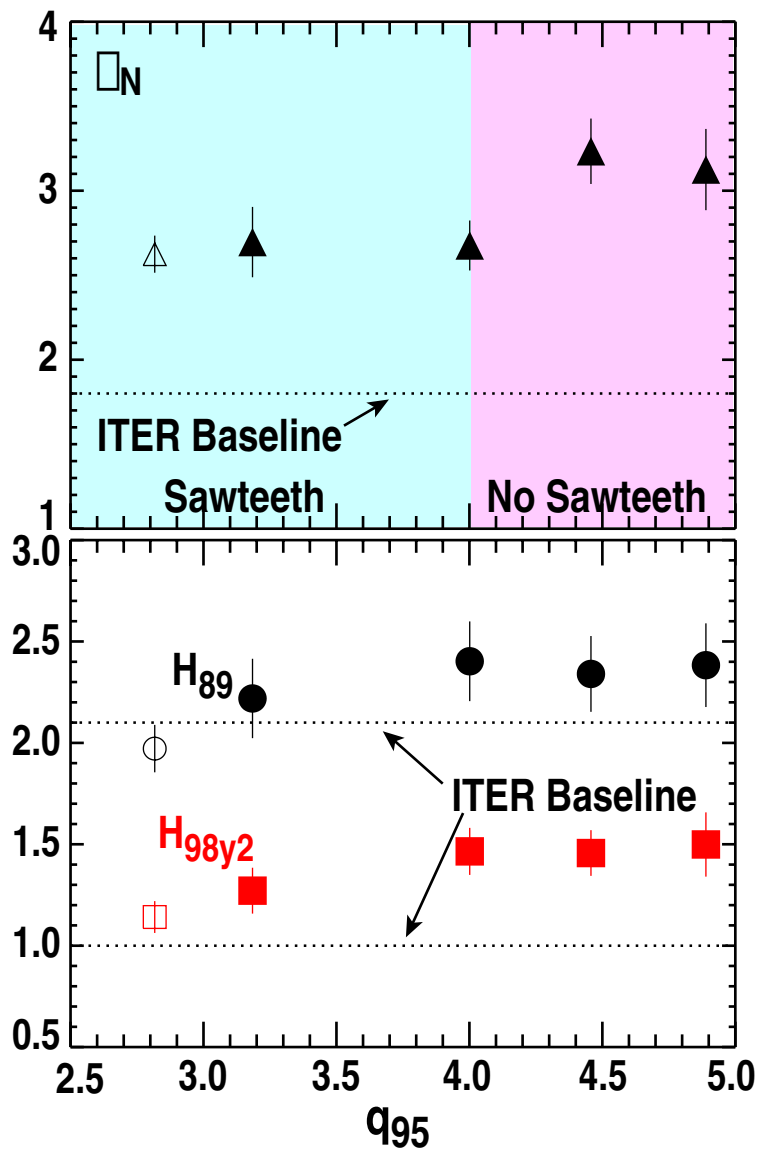 4
▯N
3
2
ITER Baseline
Sawteeth
No Sawteeth
1
3.0
2.5
H89
2.0
ITER Baseline
H98y2
1.5
1.0
0.5
2.5 3.0 3.5 4.0 4.5 5.0
q95